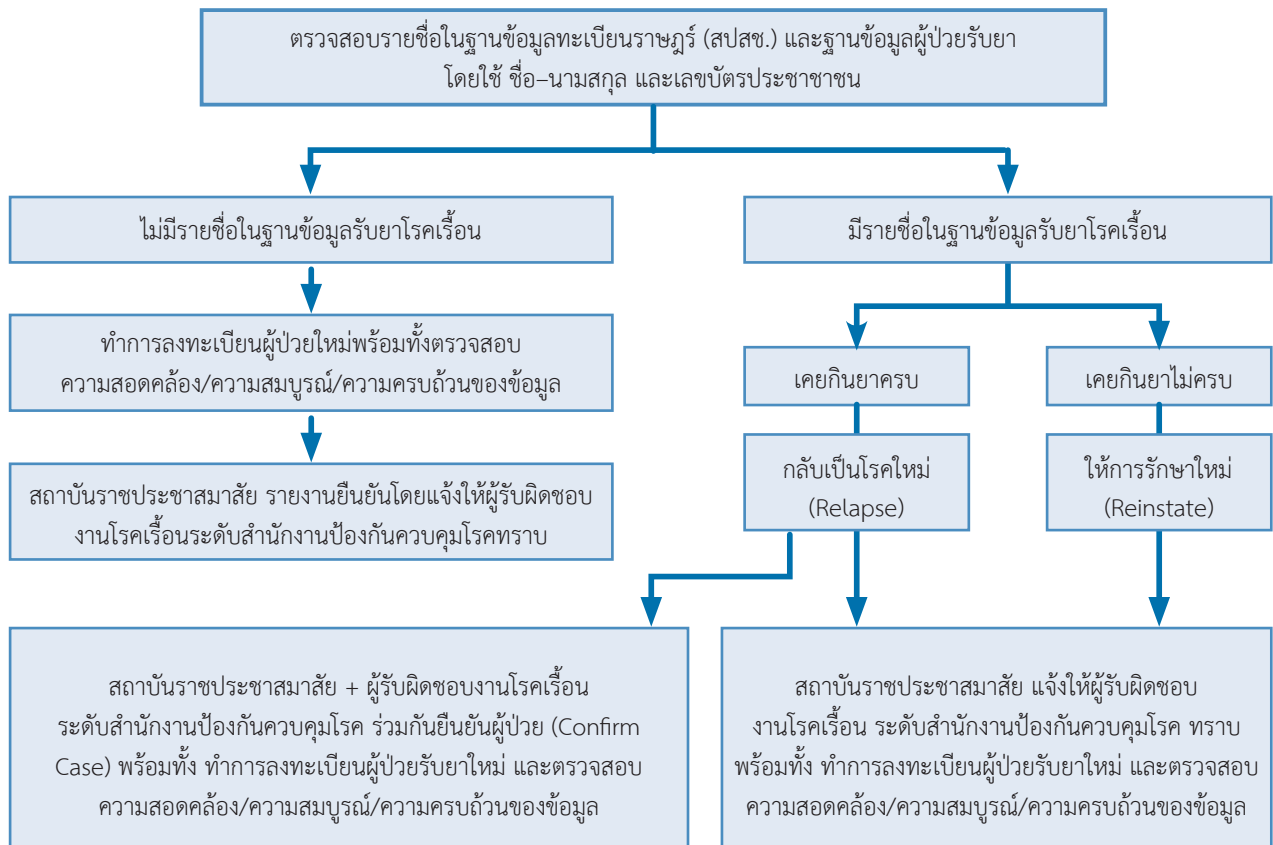 ตรวจสอบรายชื่อในฐานข้อมูลทะเบียนราษฎร์ (สปสช.) และฐานข้อมูลผู้ป่วยรับยา
โดยใช้ ชื่อ–นามสกุล และเลขบัตรประชาชาชน
ไม่มีรายชื่อในฐานข้อมูลรับยาโรคเรื้อน
มีรายชื่อในฐานข้อมูลรับยาโรคเรื้อน
ทำการลงทะเบียนผู้ป่วยใหม่พร้อมทั้งตรวจสอบ
ความสอดคล้อง/ความสมบูรณ์/ความครบถ้วนของข้อมูล
เคยกินยาครบ
เคยกินยาไม่ครบ
สถาบันราชประชาสมาสัย รายงานยืนยันโดยแจ้งให้ผู้รับผิดชอบ
งานโรคเรื้อนระดับสำนักงานป้องกันควบคุมโรคทราบ
กลับเป็นโรคใหม่
(Relapse)
ให้การรักษาใหม่
(Reinstate)
สถาบันราชประชาสมาสัย + ผู้รับผิดชอบงานโรคเรื้อน
ระดับสำนักงานป้องกันควบคุมโรค ร่วมกันยืนยันผู้ป่วย (Confirm
Case) พร้อมทั้ง ทำการลงทะเบียนผู้ป่วยรับยาใหม่ และตรวจสอบ
ความสอดคล้อง/ความสมบูรณ์/ความครบถ้วนของข้อมูล
สถาบันราชประชาสมาสัย แจ้งให้ผู้รับผิดชอบ
งานโรคเรื้อน ระดับสำนักงานป้องกันควบคุมโรค ทราบ
พร้อมทั้ง ทำการลงทะเบียนผู้ป่วยรับยาใหม่ และตรวจสอบ
ความสอดคล้อง/ความสมบูรณ์/ความครบถ้วนของข้อมูล